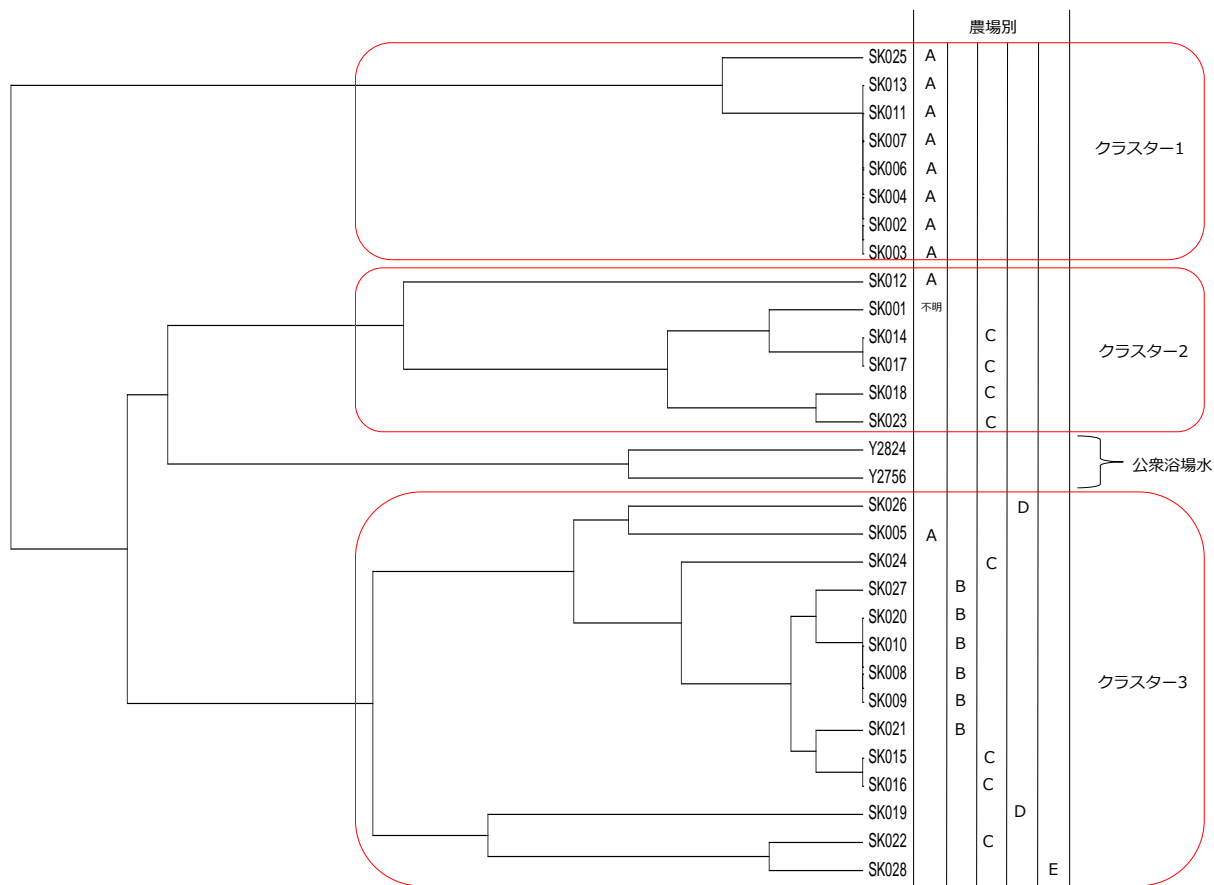 農場別
SK025 A
SK013 A
SK011 A
SK007 A
SK006 A
SK004 A
SK002 A
SK003 A
クラスター1
SK012 A
SK001 不明
SK014 C
SK017 C
SK018 C
SK023 C
クラスター2
Y2824
Y2756
公衆浴場水
SK026 D
SK005 A
SK024 C
SK027 B
SK020 B
SK010 B
SK008 B
SK009 B
SK021 B
SK015 C
SK016 C
SK019 D
SK022 C
SK028 E
クラスター3